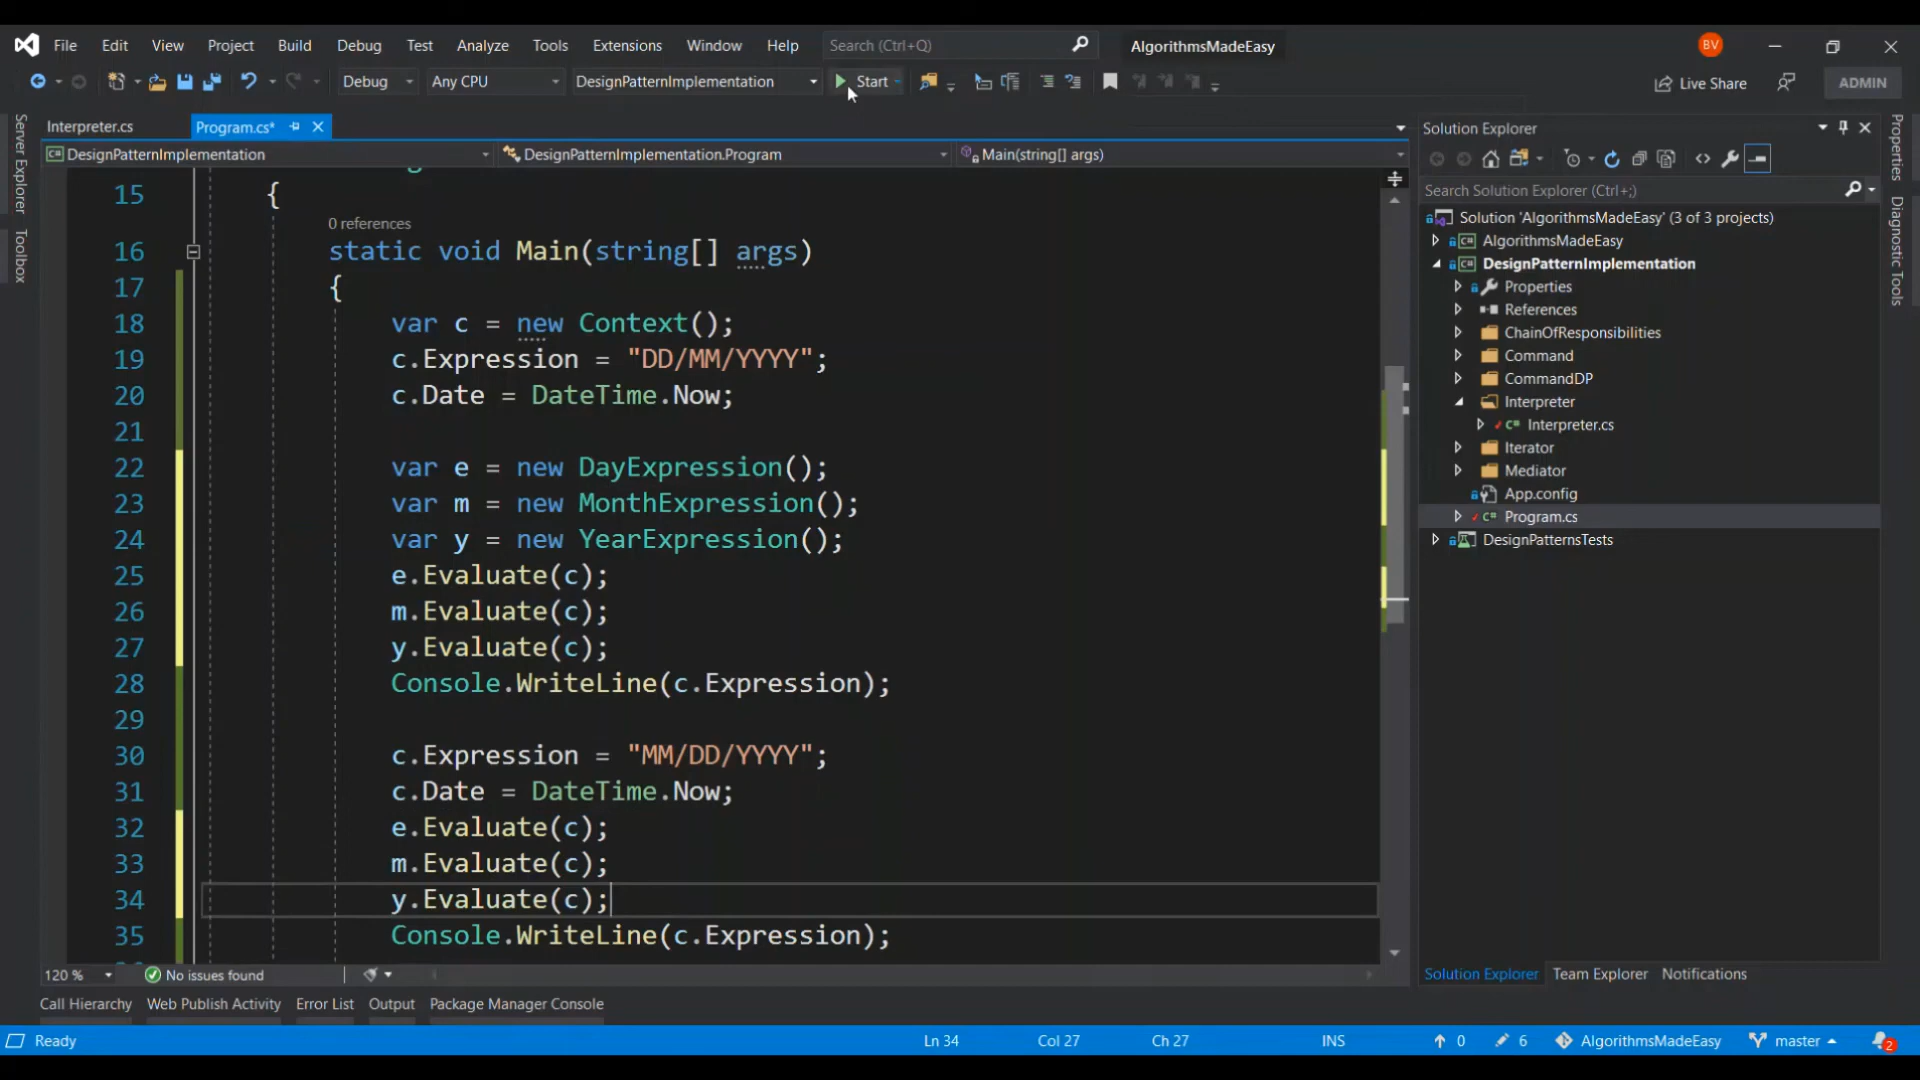 File Edit View Project Build Debug Test Analyze Tools Extensions Window Help Search (Ctrl+Q) AlgorithmsMadeEasy BV
Debug Any CPU DesignPatternImplementation Start Live Share ADMIN
Interpreter.cs Program.cs*
DesignPatternImplementation DesignPatternImplementation.Program Main(string[] args)
15 {
0 references
16 static void Main(string[] args)
17 {
18 var c = new Context();
19 c.Expression = "DD/MM/YYYY";
20 c.Date = DateTime.Now;
21
22 var e = new DayExpression();
23 var m = new MonthExpression();
24 var y = new YearExpression();
25 e.Evaluate(c);
26 m.Evaluate(c);
27 y.Evaluate(c);
28 Console.WriteLine(c.Expression);
29
30 c.Expression = "MM/DD/YYYY";
31 c.Date = DateTime.Now;
32 e.Evaluate(c);
33 m.Evaluate(c);
34 y.Evaluate(c);
35 Console.WriteLine(c.Expression);
120 % No issues found
Server Explorer
Toolbox
Solution Explorer
Search Solution Explorer (Ctrl+;)
Solution 'AlgorithmsMadeEasy' (3 of 3 projects)
AlgorithmsMadeEasy
DesignPatternImplementation
Properties
References
ChainOfResponsibilities
Command
CommandDP
Interpreter
Interpreter.cs
Iterator
Mediator
App.config
Program.cs
DesignPatternsTests
Solution Explorer Team Explorer Notifications
Properties
Diagnostic Tools
Call Hierarchy Web Publish Activity Error List Output Package Manager Console
Ready Ln 34 Col 27 Ch 27 INS 0 6 AlgorithmsMadeEasy master 2